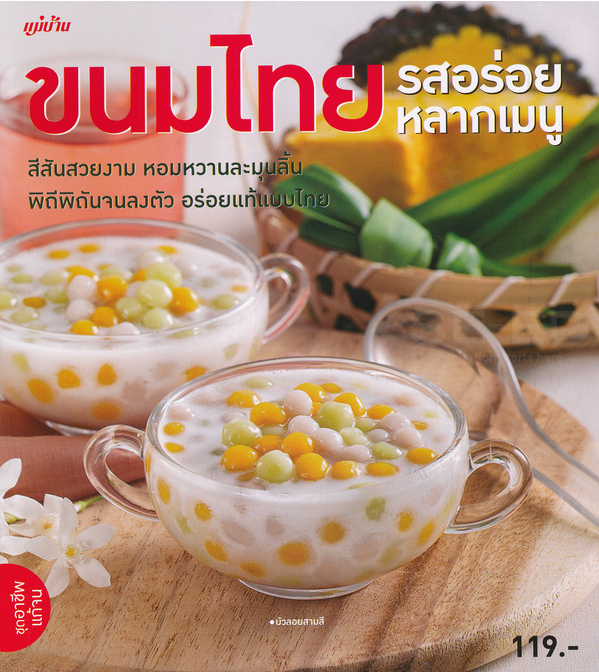 แม่บ้าน
ขนมไทย
รสอร่อย
หลากเมนู
สีสันสวยงาม หอมหวานละมุนลิ้น
พิถีพิถันจนลงตัว อร่อยแท้แบบไทย
•บัวลอยสามสี
119.-